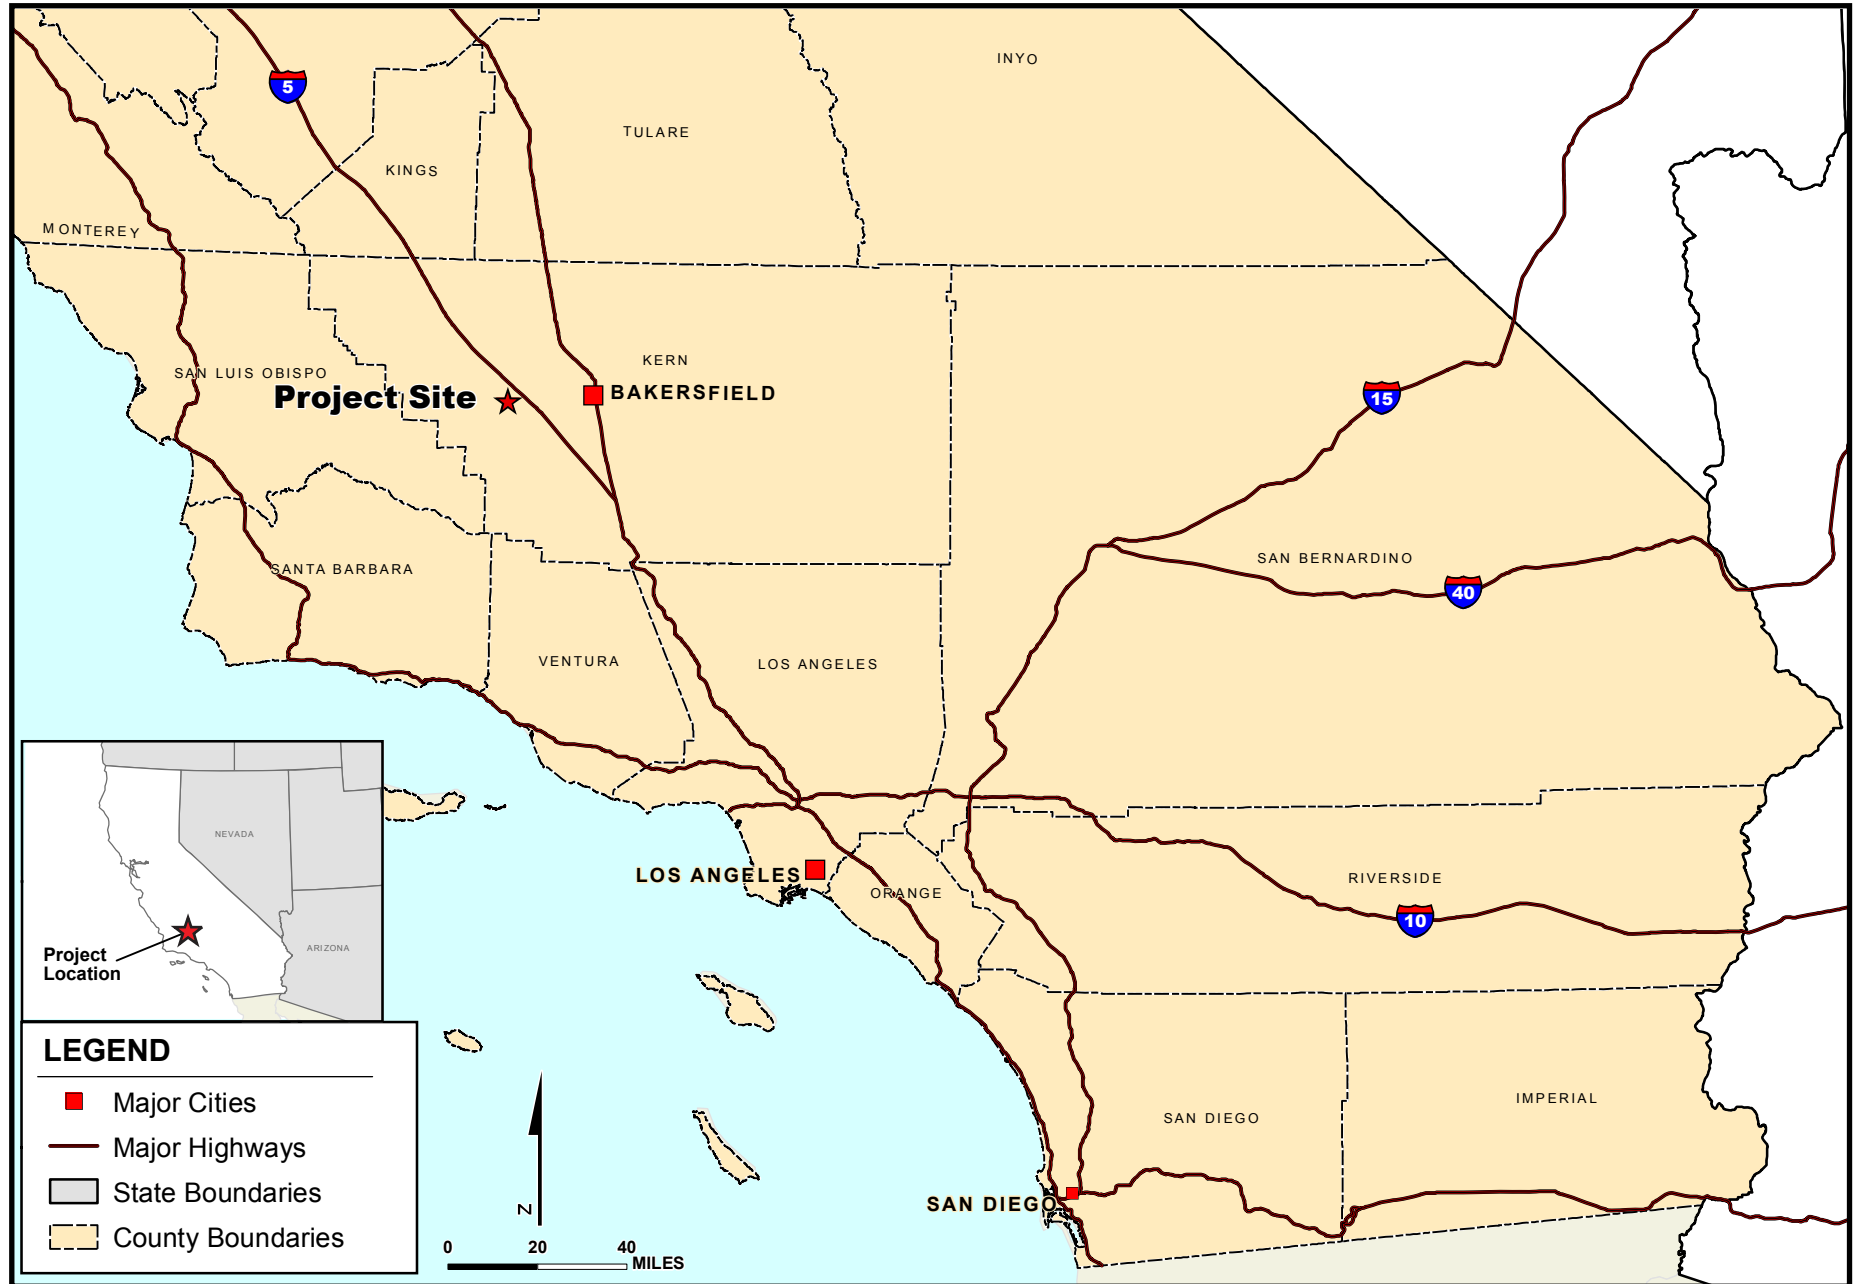 INYO
5
TULARE
KINGS
MONTEREY
KERN
SAN LUIS OBISPO
Project Site
BAKERSFIELD
15
SAN BERNARDINO
40
SANTA BARBARA
VENTURA
LOS ANGELES
NEVADA
LOS ANGELES
ORANGE
RIVERSIDE
10
ARIZONA
Project
Location
LEGEND
Major Cities
Major Highways
State Boundaries
County Boundaries
IMPERIAL
SAN DIEGO
SAN DIEGO
Z
0 20 40
MILES